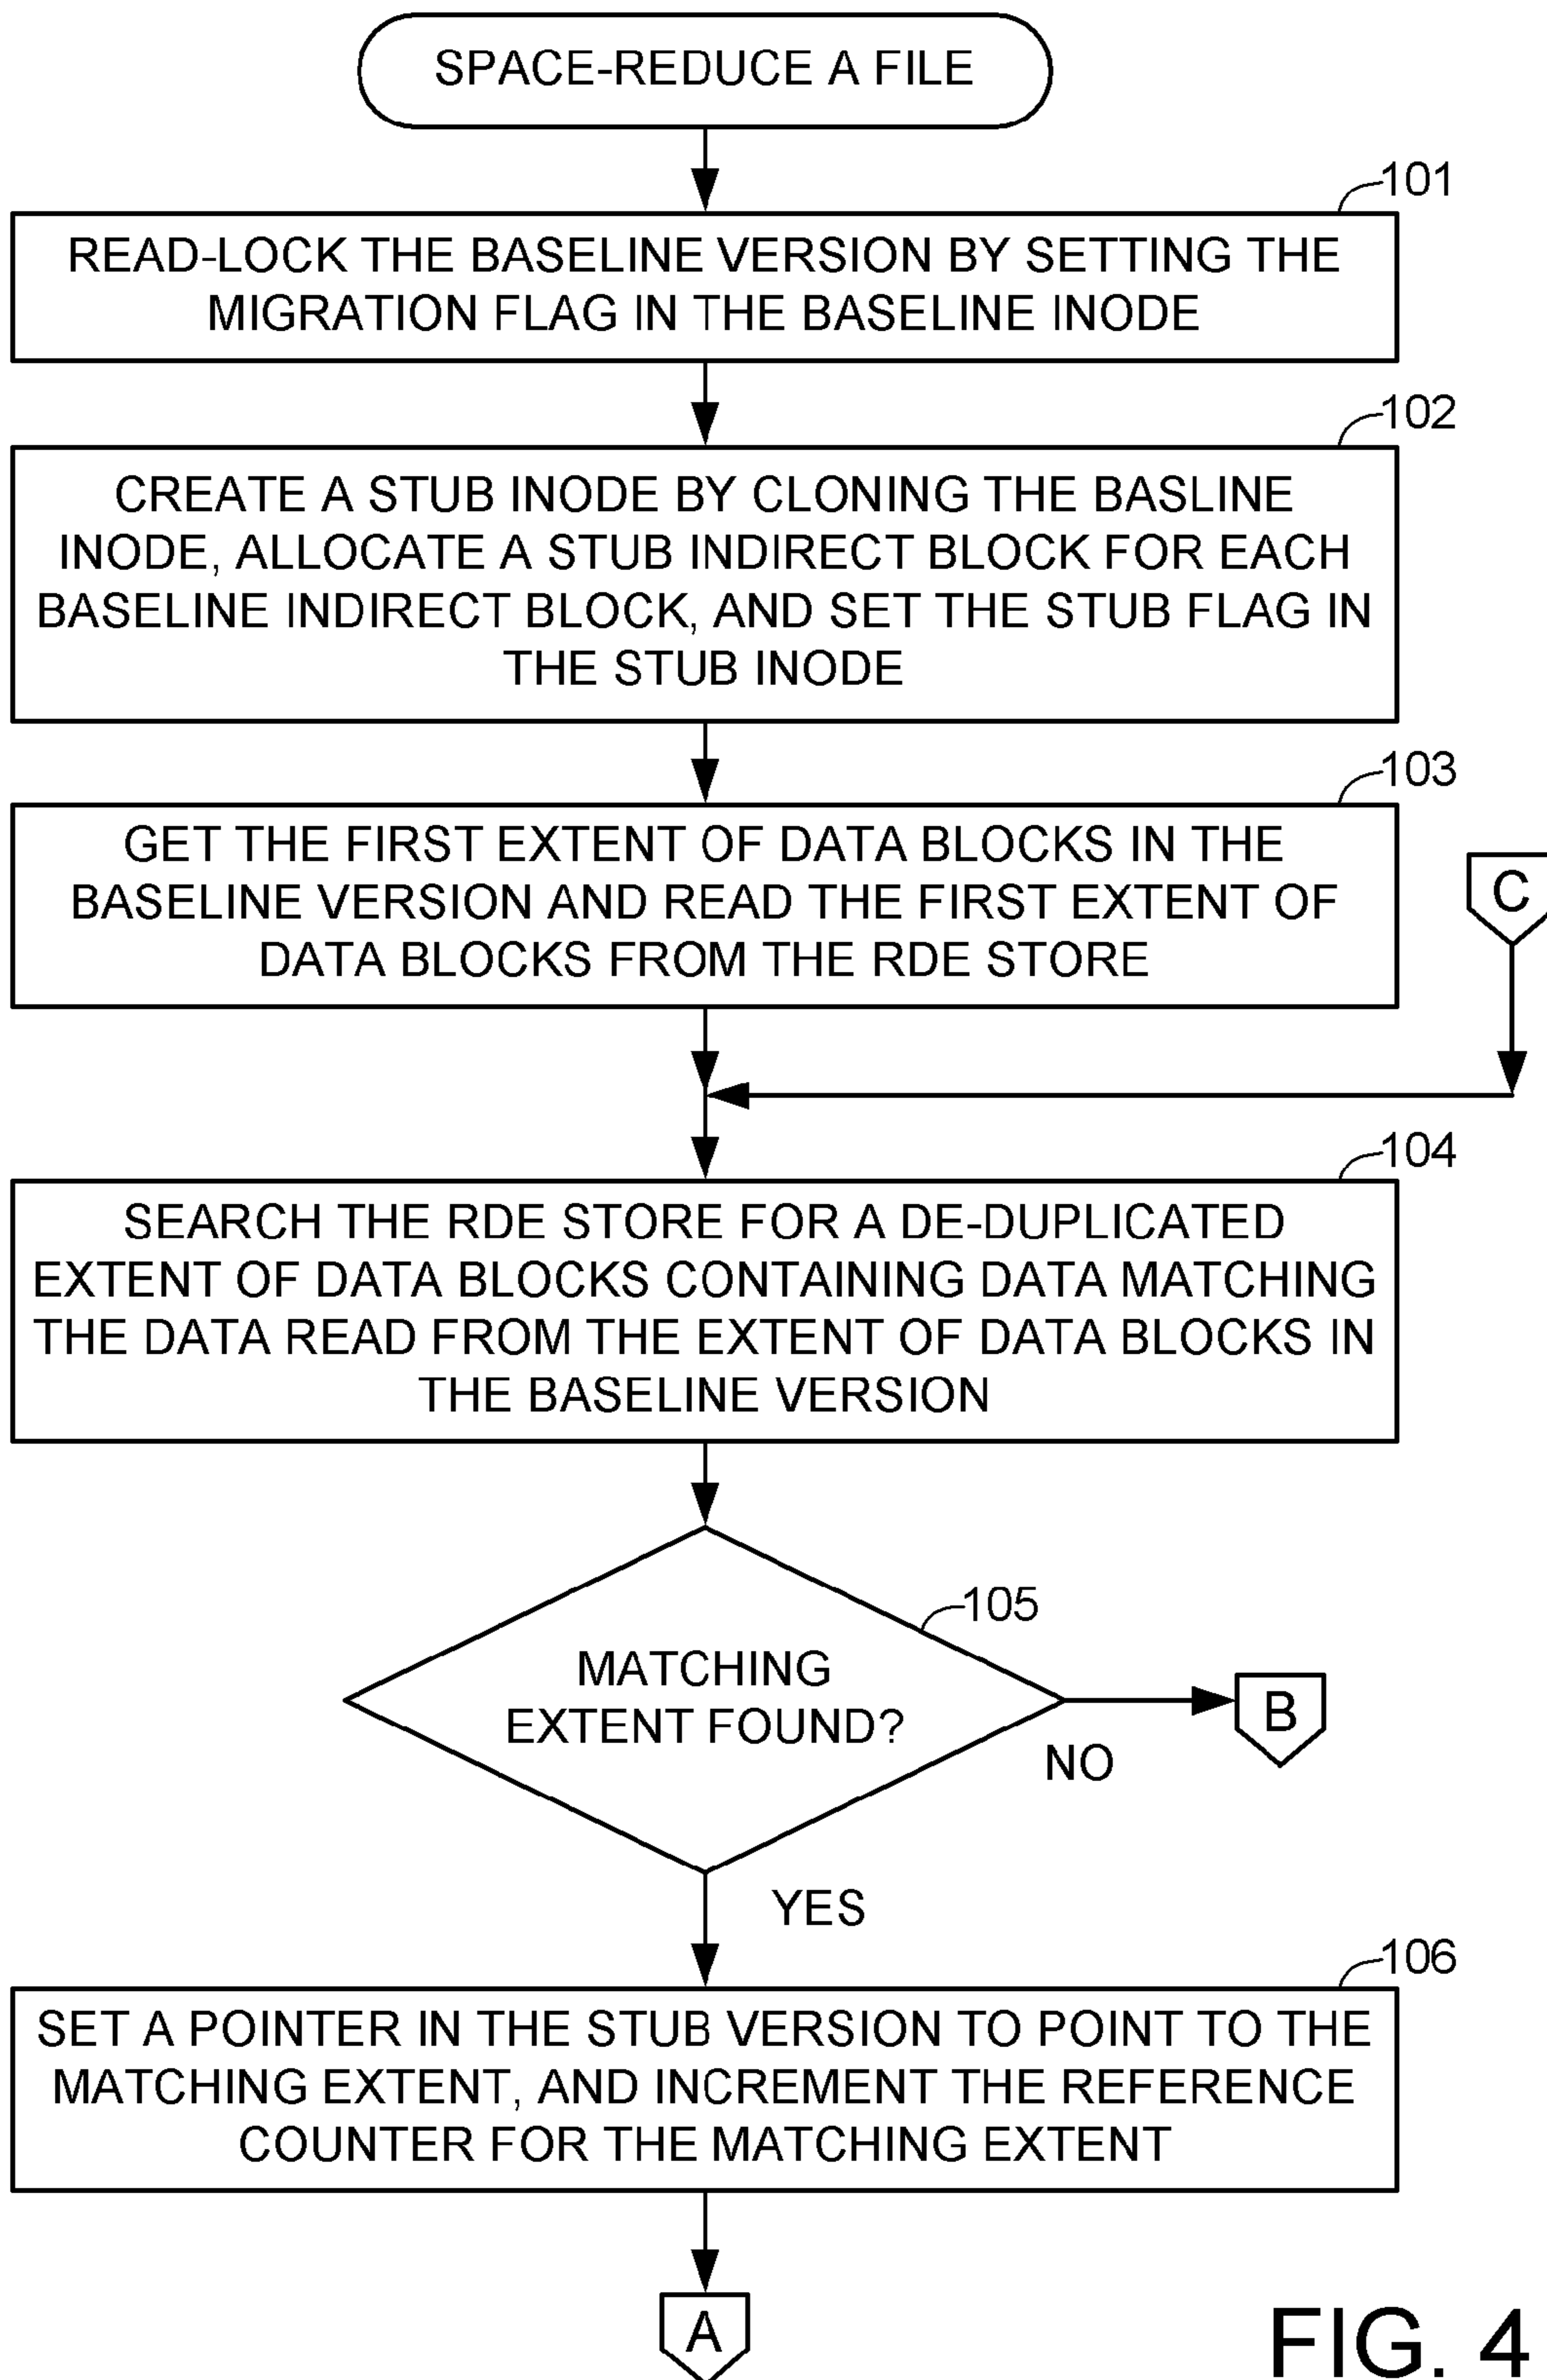 SPACE-REDUCE A FILE
101
READ-LOCK THE BASELINE VERSION BY SETTING THE
MIGRATION FLAG IN THE BASELINE INODE
102
CREATE A STUB INODE BY CLONING THE BASLINE
INODE, ALLOCATE A STUB INDIRECT BLOCK FOR EACH
BASELINE INDIRECT BLOCK, AND SET THE STUB FLAG IN
THE STUB INODE
103
GET THE FIRST EXTENT OF DATA BLOCKS IN THE
BASELINE VERSION AND READ THE FIRST EXTENT OF
DATA BLOCKS FROM THE RDE STORE
C
104
SEARCH THE RDE STORE FOR A DE-DUPLICATED
EXTENT OF DATA BLOCKS CONTAINING DATA MATCHING
THE DATA READ FROM THE EXTENT OF DATA BLOCKS IN
THE BASELINE VERSION
105
MATCHING
EXTENT FOUND?
B
NO
YES
106
SET A POINTER IN THE STUB VERSION TO POINT TO THE
MATCHING EXTENT, AND INCREMENT THE REFERENCE
COUNTER FOR THE MATCHING EXTENT
A
FIG. 4